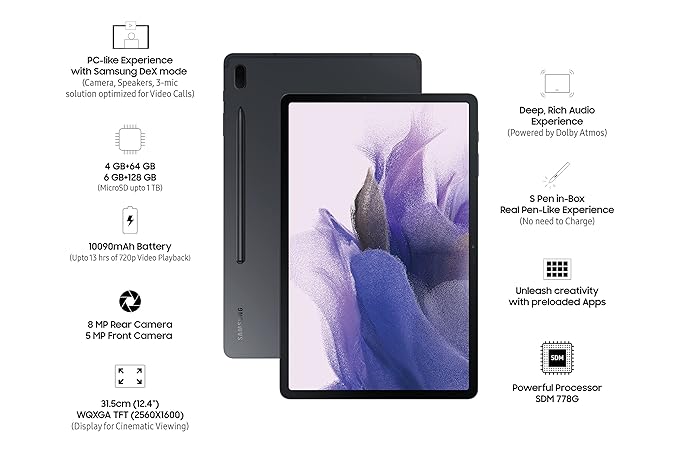 PC-like Experience
with Samsung DeX mode
(Camera, Speakers, 3-mic
solution optimized for Video Calls)
4 GB+64 GB
6 GB+128 GB
(MicroSD upto 1 TB)
10090mAh Battery
(Upto 13 hrs of 720p Video Playback)
8 MP Rear Camera
5 MP Front Camera
31.5cm (12.4")
WQXGA TFT (2560X1600)
(Display for Cinematic Viewing)
SAMSUNG
Deep, Rich Audio
Experience
(Powered by Dolby Atmos)
S Pen in-Box
Real Pen-Like Experience
(No need to Charge)
Unleash creativity
with preloaded Apps
SDM
Powerful Processor
SDM 778G